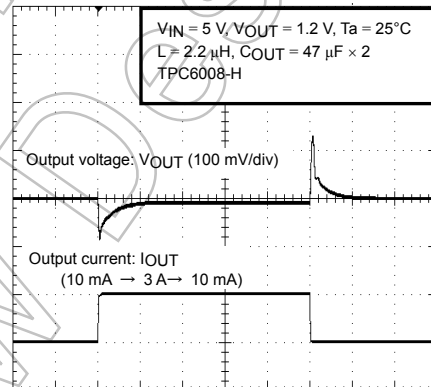 VIN = 5 V, VOUT = 1.2 V, Ta = 25°C
L = 2.2 μH, COUT = 47 μF × 2
TPC6008-H
Output voltage: VOUT (100 mV/div)
Output current: IOUT
(10 mA → 3 A→ 10 mA)